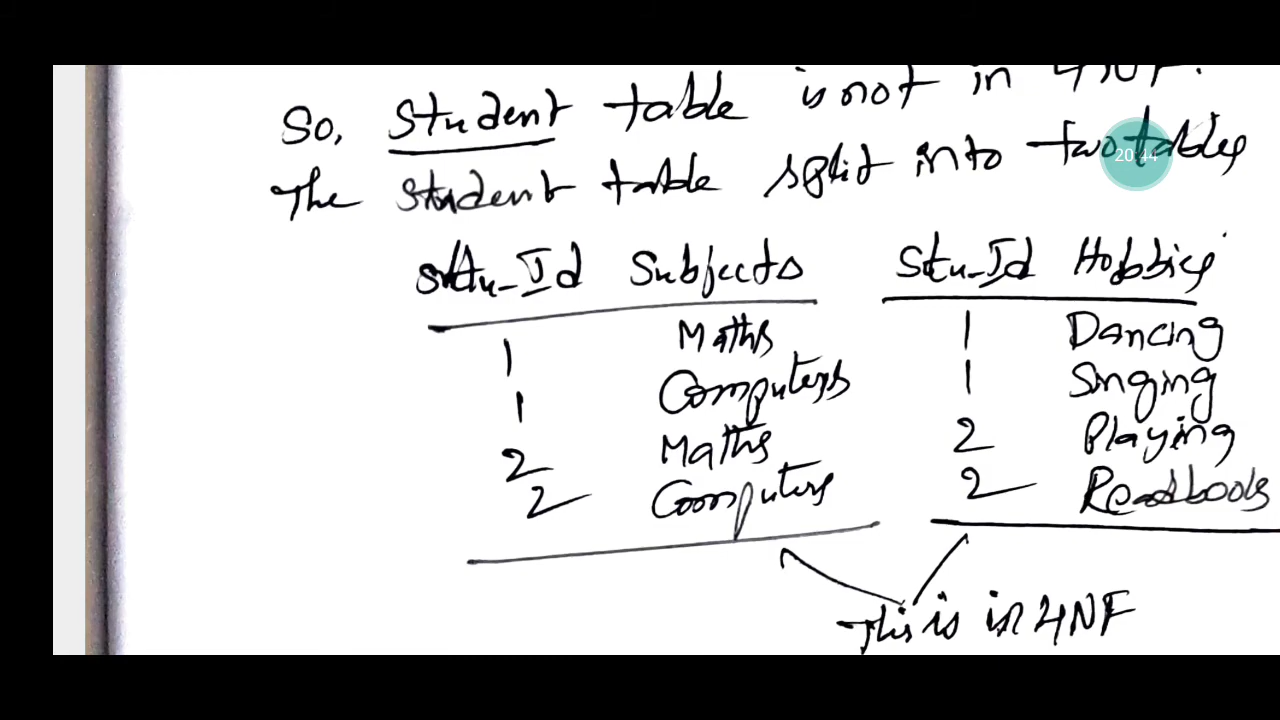 So, Student table is not in 4NF.
The Student table split into two tables
20:44
Stu_Id Subjects Stu_Id Hobbies
1 Maths 1 Dancing
1 Computers 1 Singing
2 Maths 2 Playing
2 Computers 2 Readbooks
This is in 4NF